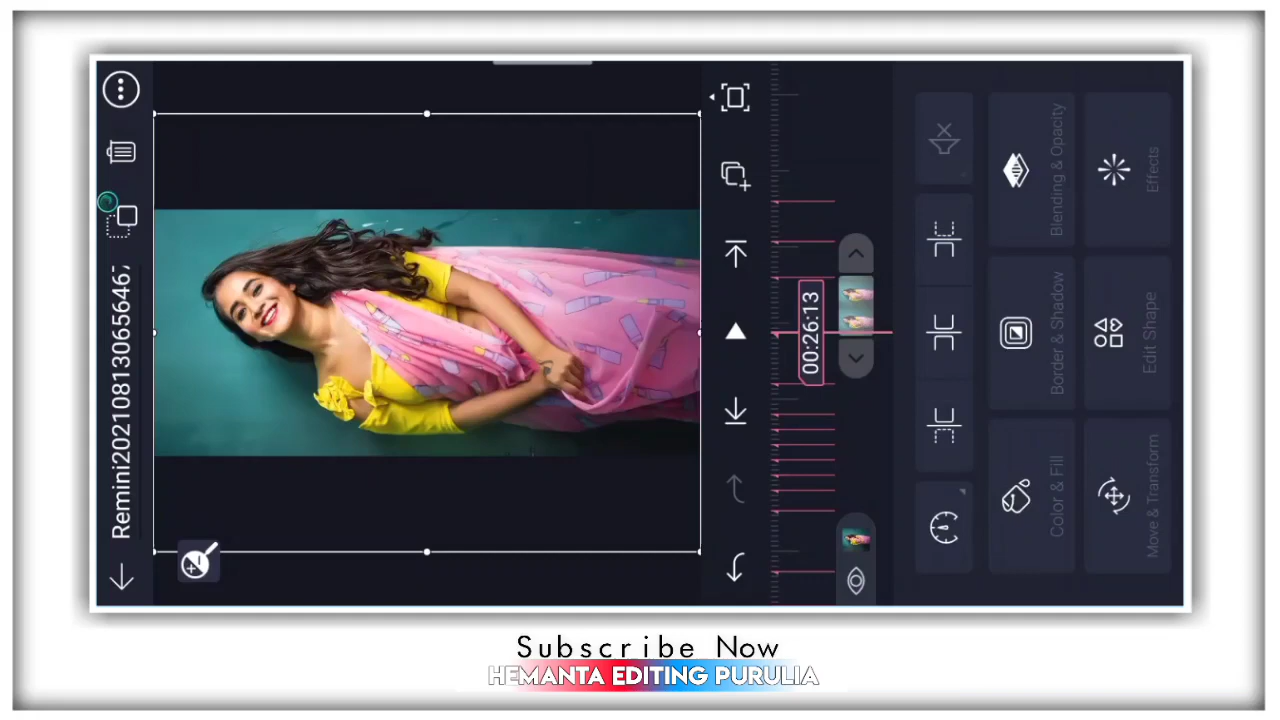 Remini20210813065646
00:26:13
Blending & Opacity
Effects
Border & Shadow
Edit Shape
Color & Fill
Move & Transform
Subscribe Now
HEMANTA EDITING PURULIA